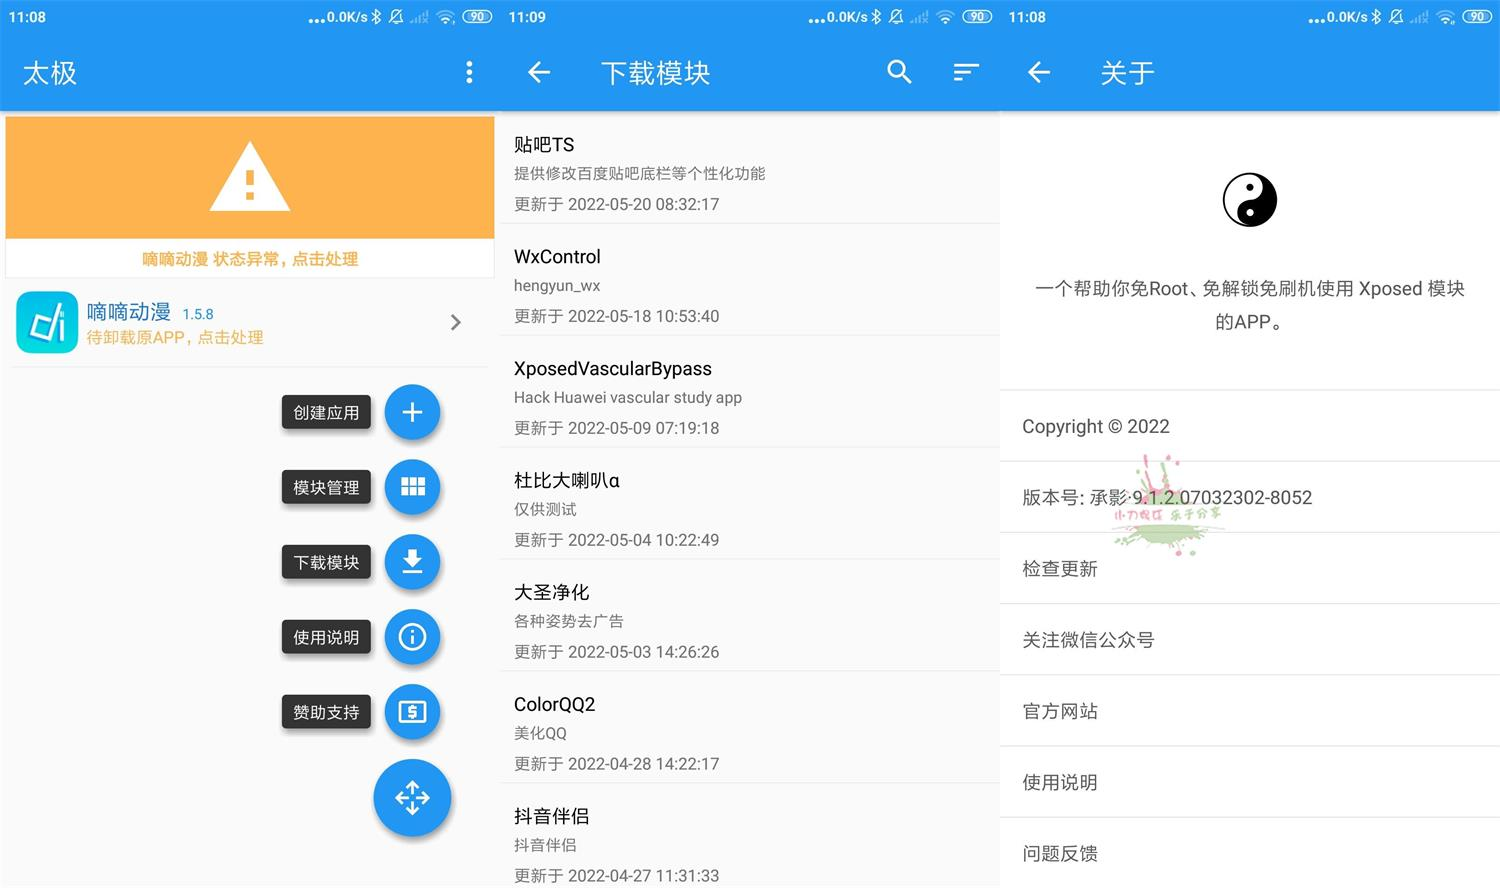 11:08
...0.0K/s
90
太极
嘀嘀动漫 状态异常，点击处理
嘀嘀动漫 1.5.8
待卸载原APP，点击处理
创建应用
模块管理
下载模块
使用说明
赞助支持
11:09
...0.0K/s
90
下载模块
贴吧TS
提供修改百度贴吧底栏等个性化功能
更新于 2022-05-20 08:32:17
WxControl
hengyun_wx
更新于 2022-05-18 10:53:40
XposedVascularBypass
Hack Huawei vascular study app
更新于 2022-05-09 07:19:18
杜比大喇叭α
仅供测试
更新于 2022-05-04 10:22:49
大圣净化
各种姿势去广告
更新于 2022-05-03 14:26:26
ColorQQ2
美化QQ
更新于 2022-04-28 14:22:17
抖音伴侣
抖音伴侣
更新于 2022-04-27 11:31:33
11:08
...0.0K/s
90
关于
一个帮助你免Root、免解锁免刷机使用 Xposed 模块
的APP。
Copyright © 2022
版本号: 承影·9.1.2.07032302-8052
小刀娱乐 乐于分享
检查更新
关注微信公众号
官方网站
使用说明
问题反馈